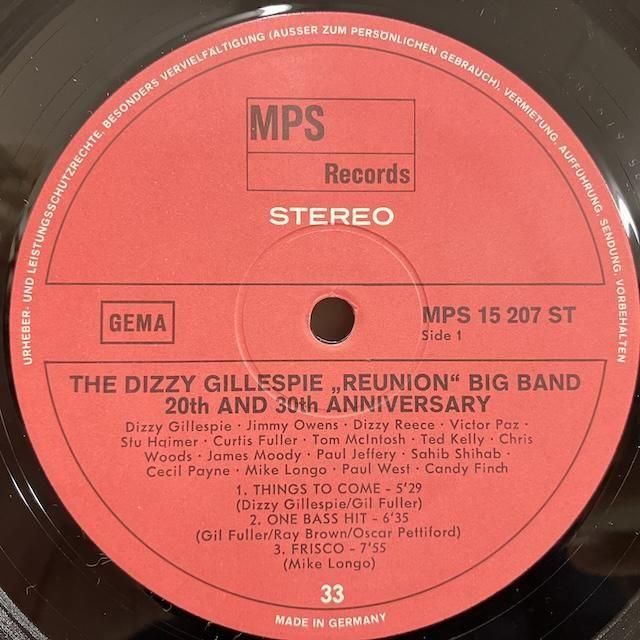 URHEBER- UND LEISTUNGSSCHUTZRECHTE, BESONDERS VERVIELFÄLTIGUNG (AUSSER ZUM PERSÖNLICHEN GEBRAUCH), VERMIETUNG, AUFFÜHRUNG, SENDUNG, VORBEHALTEN
MPS
Records
STEREO
GEMA
MPS 15 207 ST
Side 1
THE DIZZY GILLESPIE „REUNION“ BIG BAND
20th AND 30th ANNIVERSARY
Dizzy Gillespie · Jimmy Owens · Dizzy Reece · Victor Paz ·
Stu Haimer · Curtis Fuller · Tom McIntosh · Ted Kelly · Chris
Woods · James Moody · Paul Jeffery · Sahib Shihab ·
Cecil Payne · Mike Longo · Paul West · Candy Finch
1. THINGS TO COME – 5'29
(Dizzy Gillespie/Gil Fuller)
2. ONE BASS HIT – 6'35
(Gil Fuller/Ray Brown/Oscar Pettiford)
3. FRISCO – 7'55
(Mike Longo)
33
MADE IN GERMANY